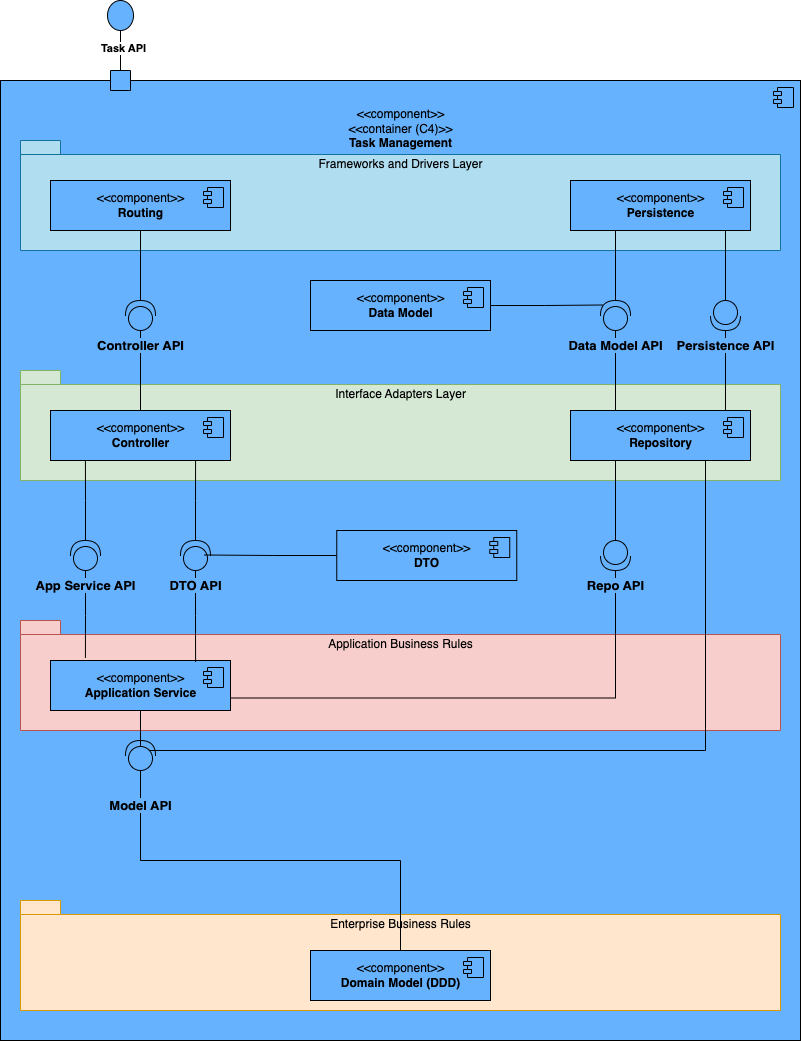 Task API
<<component>>
<<container (C4)>>
Task Management
Frameworks and Drivers Layer
<<component>>
Routing
<<component>>
Persistence
<<component>>
Data Model
Controller API
Data Model API
Persistence API
Interface Adapters Layer
<<component>>
Controller
<<component>>
Repository
<<component>>
DTO
App Service API
DTO API
Repo API
Application Business Rules
<<component>>
Application Service
Model API
Enterprise Business Rules
<<component>>
Domain Model (DDD)